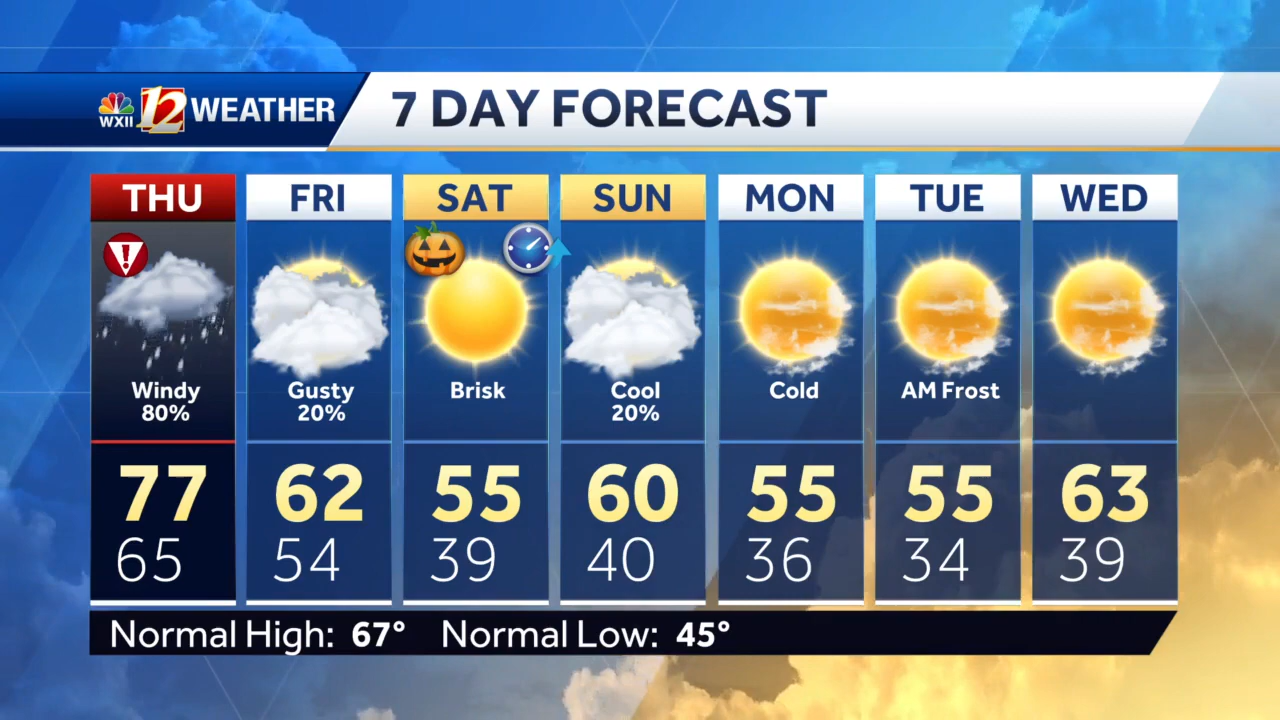 WXII 12 WEATHER
7 DAY FORECAST
THU FRI SAT SUN MON TUE WED
Windy Gusty Brisk Cool Cold AM Frost
80% 20% 20%
77 62 55 60 55 55 63
65 54 39 40 36 34 39
Normal High: 67° Normal Low: 45°